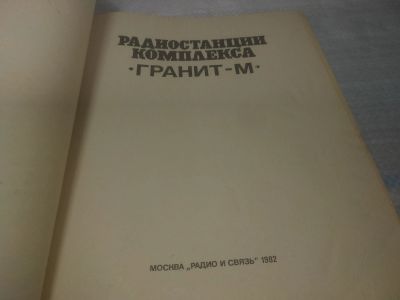 РАДИОСТАНЦИИ
КОМПЛЕКСА
•ГРАНИТ-М•
МОСКВА „РАДИО И СВЯЗЬ" 1982